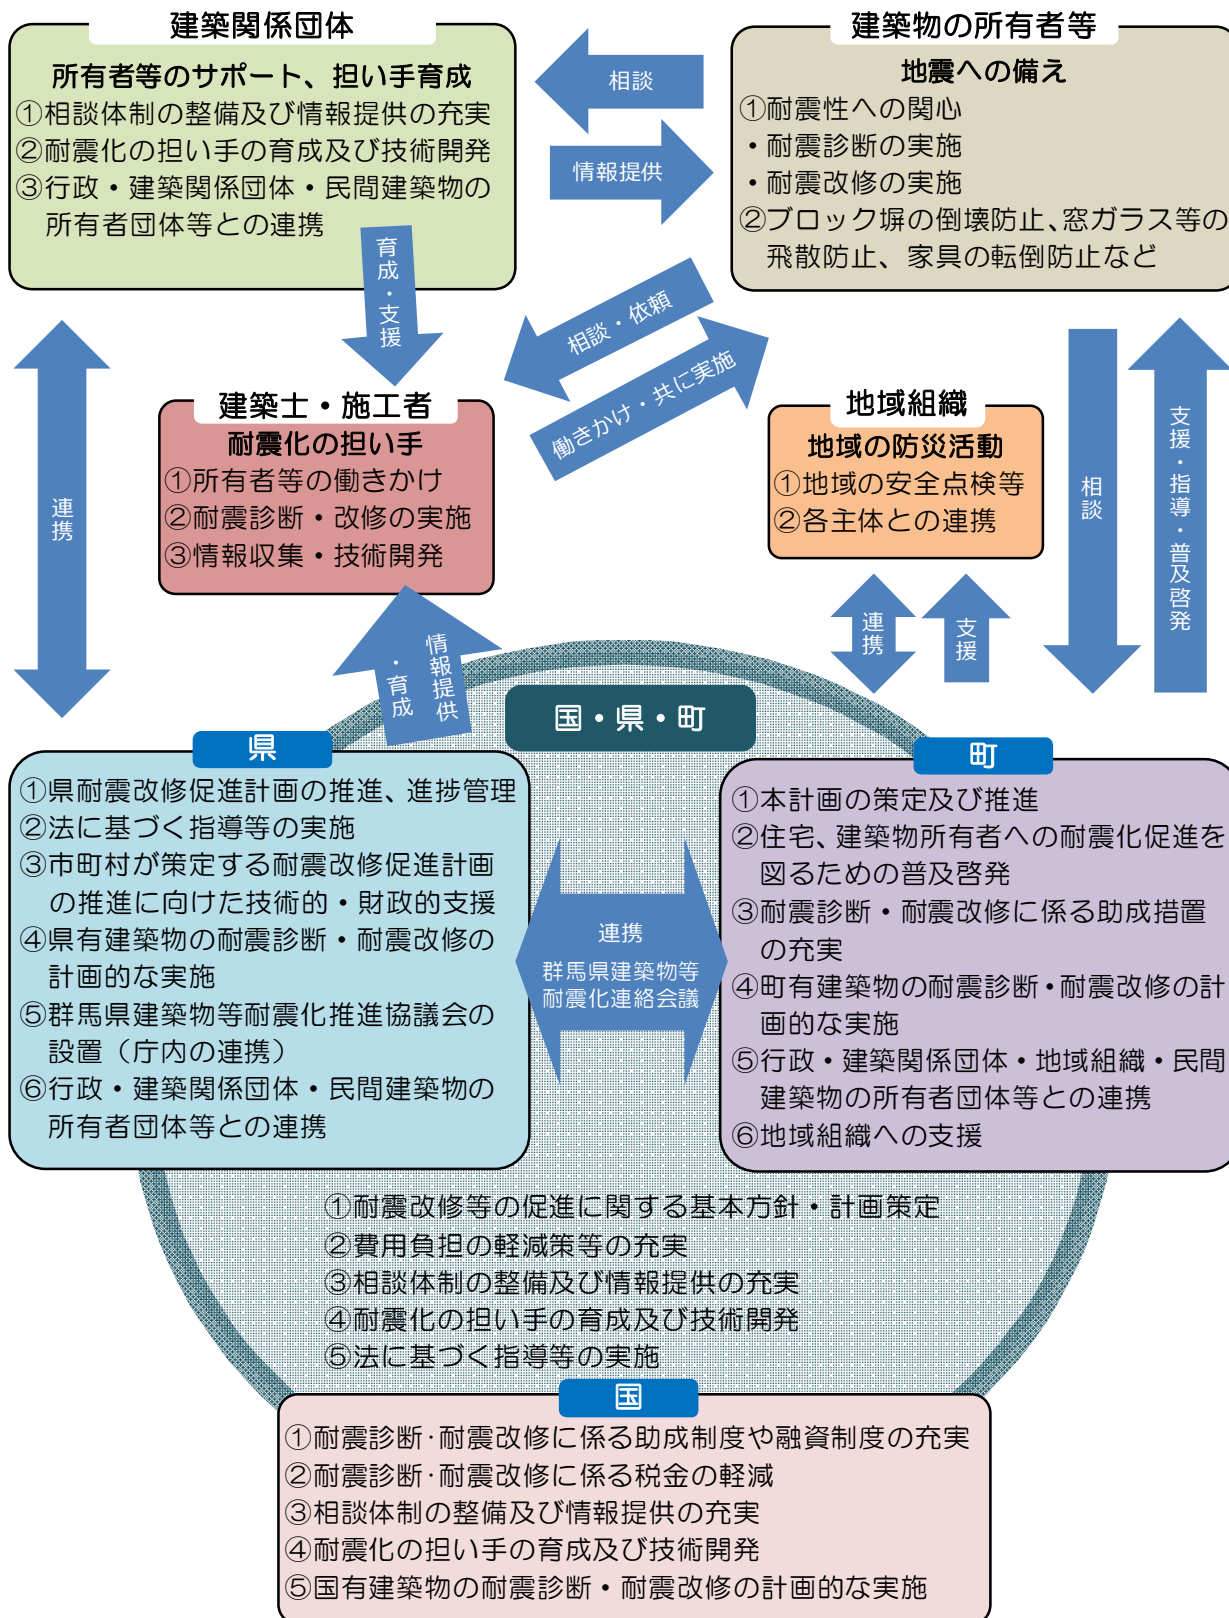 建築関係団体
所有者等のサポート、担い手育成
①相談体制の整備及び情報提供の充実
②耐震化の担い手の育成及び技術開発
③行政・建築関係団体・民間建築物の
所有者団体等との連携
相談
情報提供
建築物の所有者等
地震への備え
①耐震性への関心
・耐震診断の実施
・耐震改修の実施
②ブロック塀の倒壊防止、窓ガラス等の
飛散防止、家具の転倒防止など
育成・支援
相談・依頼
働きかけ・共に実施
連携
建築士・施工者
耐震化の担い手
①所有者等の働きかけ
②耐震診断・改修の実施
③情報収集・技術開発
地域組織
地域の防災活動
①地域の安全点検等
②各主体との連携
相談
支援・指導・普及啓発
連携
支援
情報提供
・育成
国・県・町
県
①県耐震改修促進計画の推進、進捗管理
②法に基づく指導等の実施
③市町村が策定する耐震改修促進計画
の推進に向けた技術的・財政的支援
④県有建築物の耐震診断・耐震改修の
計画的な実施
⑤群馬県建築物等耐震化推進協議会の
設置（庁内の連携）
⑥行政・建築関係団体・民間建築物の
所有者団体等との連携
連携
群馬県建築物等
耐震化連絡会議
町
①本計画の策定及び推進
②住宅、建築物所有者への耐震化促進を
図るための普及啓発
③耐震診断・耐震改修に係る助成措置
の充実
④町有建築物の耐震診断・耐震改修の計
画的な実施
⑤行政・建築関係団体・地域組織・民間
建築物の所有者団体等との連携
⑥地域組織への支援
①耐震改修等の促進に関する基本方針・計画策定
②費用負担の軽減策等の充実
③相談体制の整備及び情報提供の充実
④耐震化の担い手の育成及び技術開発
⑤法に基づく指導等の実施
国
①耐震診断・耐震改修に係る助成制度や融資制度の充実
②耐震診断・耐震改修に係る税金の軽減
③相談体制の整備及び情報提供の充実
④耐震化の担い手の育成及び技術開発
⑤国有建築物の耐震診断・耐震改修の計画的な実施